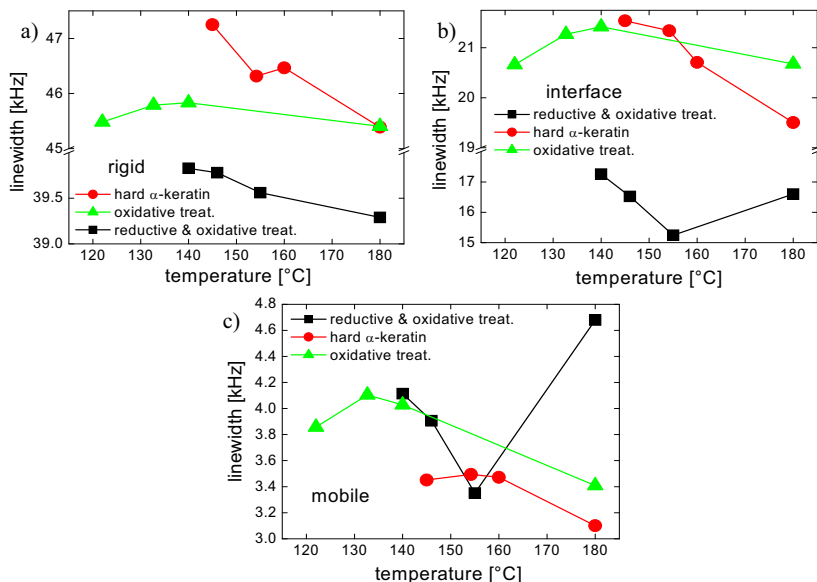 a)
47
46
45
39.5
39.0
linewidth [kHz]
rigid
hard α-keratin
oxidative treat.
reductive & oxidative treat.
120 130 140 150 160 170 180
temperature [°C]
b)
21
20
19
17
16
15
linewidth [kHz]
interface
reductive & oxidative treat.
hard α-keratin
oxidative treat.
120 130 140 150 160 170 180
temperature [°C]
c)
4.8
4.6
4.4
4.2
4.0
3.8
3.6
3.4
3.2
3.0
linewidth [kHz]
reductive & oxidative treat.
hard α-keratin
oxidative treat.
mobile
120 130 140 150 160 170 180
temperature [°C]